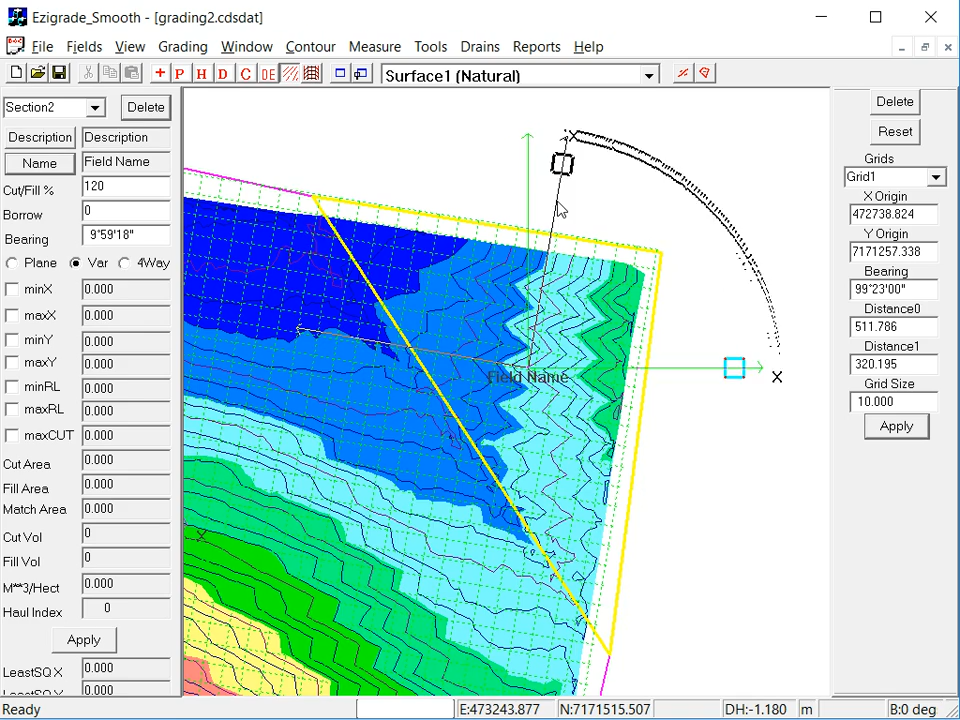 Ezigrade_Smooth - [grading2.cdsdat]
File Fields View Grading Window Contour Measure Tools Drains Reports Help
+ P H D C DE Surface1 (Natural)
Section2 Delete
Description Description
Name Field Name
Cut/Fill % 120
Borrow 0
Bearing 9°59'18"
Plane Var 4Way
minX 0.000
maxX 0.000
minY 0.000
maxY 0.000
minRL 0.000
maxRL 0.000
maxCUT 0.000
Cut Area 0.000
Fill Area 0.000
Match Area 0.000
Cut Vol 0
Fill Vol 0
M**3/Hect 0.000
Haul Index 0
Apply
LeastSQ X 0.000
LeastSQ Y 0.000
X
X
X
Field Name
Delete
Reset
Grids
Grid1
X Origin
472738.824
Y Origin
7171257.338
Bearing
99°23'00"
Distance0
511.786
Distance1
320.195
Grid Size
10.000
Apply
Ready E:473243.877 N:7171515.507 DH:-1.180 m B:0 deg